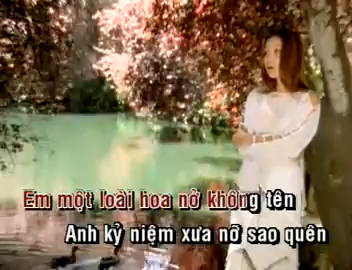 Em một loài hoa nở không tên
Anh kỷ niệm xưa nỡ sao quên